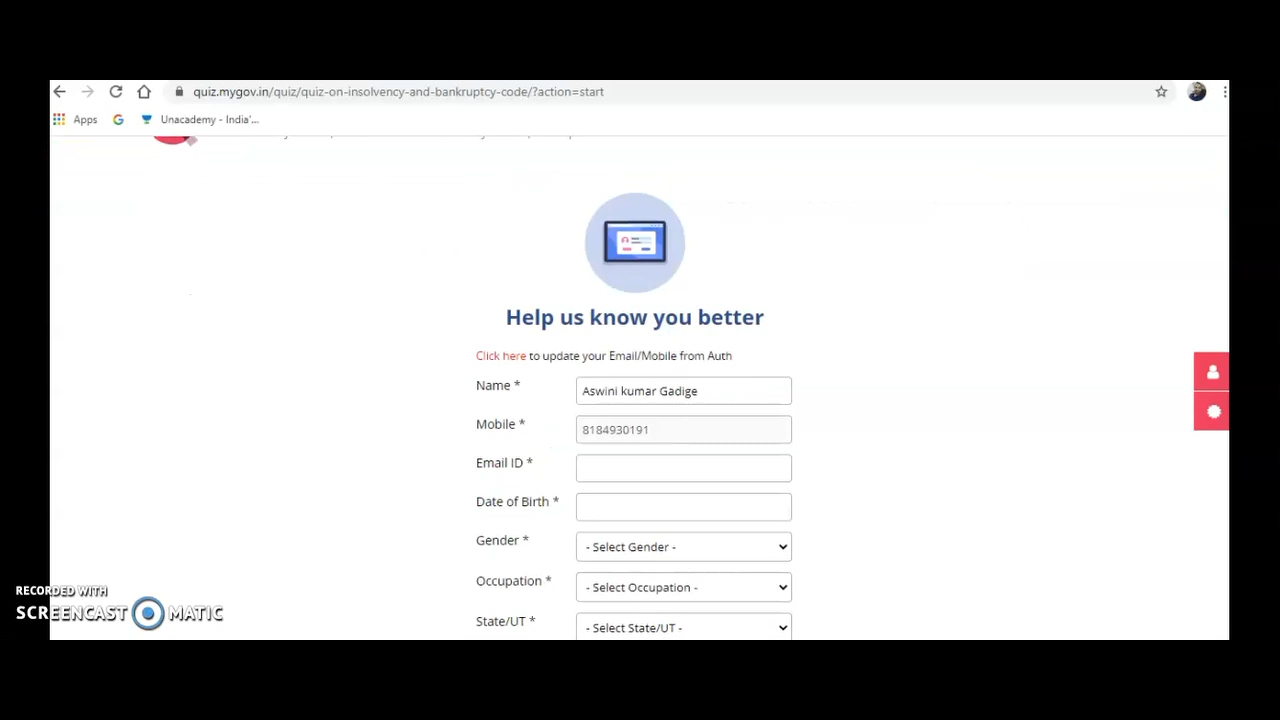 quiz.mygov.in/quiz/quiz-on-insolvency-and-bankruptcy-code/?action=start
Apps
Unacademy - India'...
Help us know you better
Click here to update your Email/Mobile from Auth
Name * Aswini kumar Gadige
Mobile * 8184930191
Email ID *
Date of Birth *
Gender * - Select Gender -
Occupation * - Select Occupation -
State/UT * - Select State/UT -
RECORDED WITH
SCREENCAST MATIC